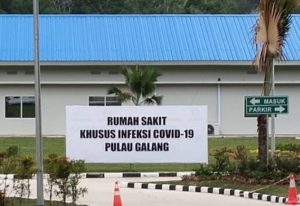 RUMAH SAKIT
KHUSUS INFEKSI COVID-19
PULAU GALANG
MASUK
PARKIR